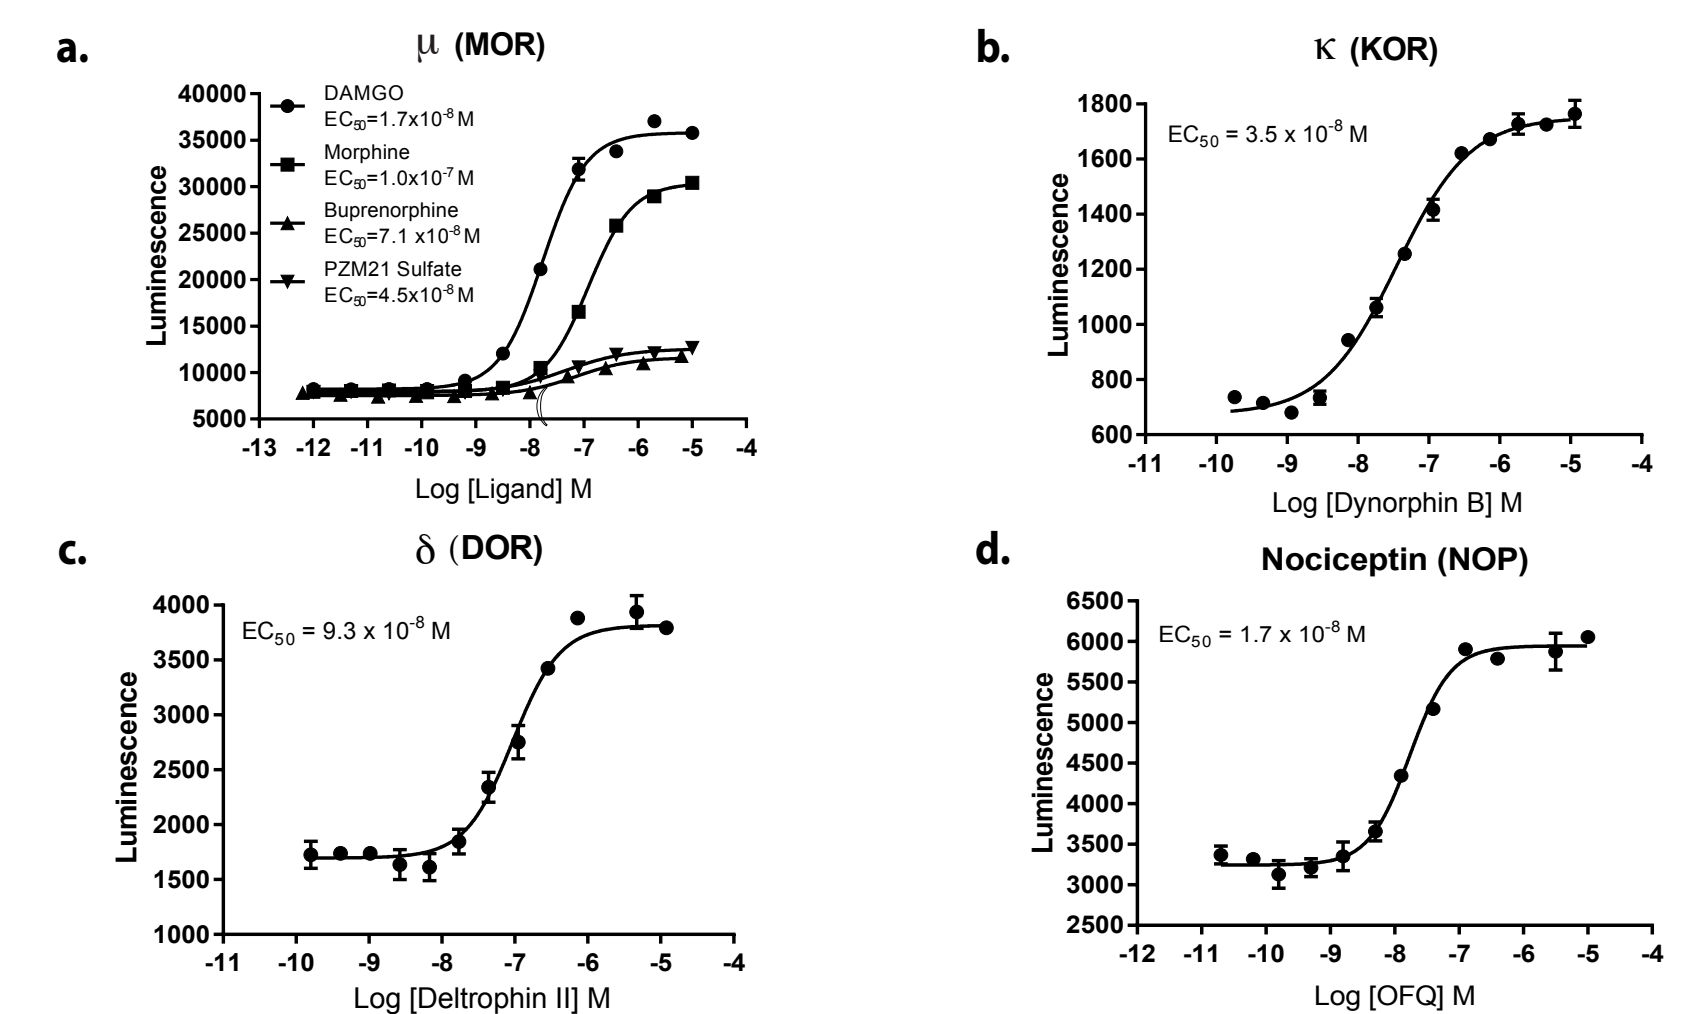 a.
μ (MOR)
40000
35000
30000
25000
20000
15000
10000
5000
Luminescence
DAMGO
EC50=1.7x10-8 M
Morphine
EC50=1.0x10-7 M
Buprenorphine
EC50=7.1 x10-8 M
PZM21 Sulfate
EC50=4.5x10-8 M
-13 -12 -11 -10 -9 -8 -7 -6 -5 -4
Log [Ligand] M
b.
κ (KOR)
1800
1600
1400
1200
1000
800
600
Luminescence
EC50 = 3.5 x 10-8 M
-11 -10 -9 -8 -7 -6 -5 -4
Log [Dynorphin B] M
c.
δ (DOR)
4000
3500
3000
2500
2000
1500
1000
Luminescence
EC50 = 9.3 x 10-8 M
-11 -10 -9 -8 -7 -6 -5 -4
Log [Deltrophin II] M
d.
Nociceptin (NOP)
6500
6000
5500
5000
4500
4000
3500
3000
2500
Luminescence
EC50 = 1.7 x 10-8 M
-12 -11 -10 -9 -8 -7 -6 -5 -4
Log [OFQ] M